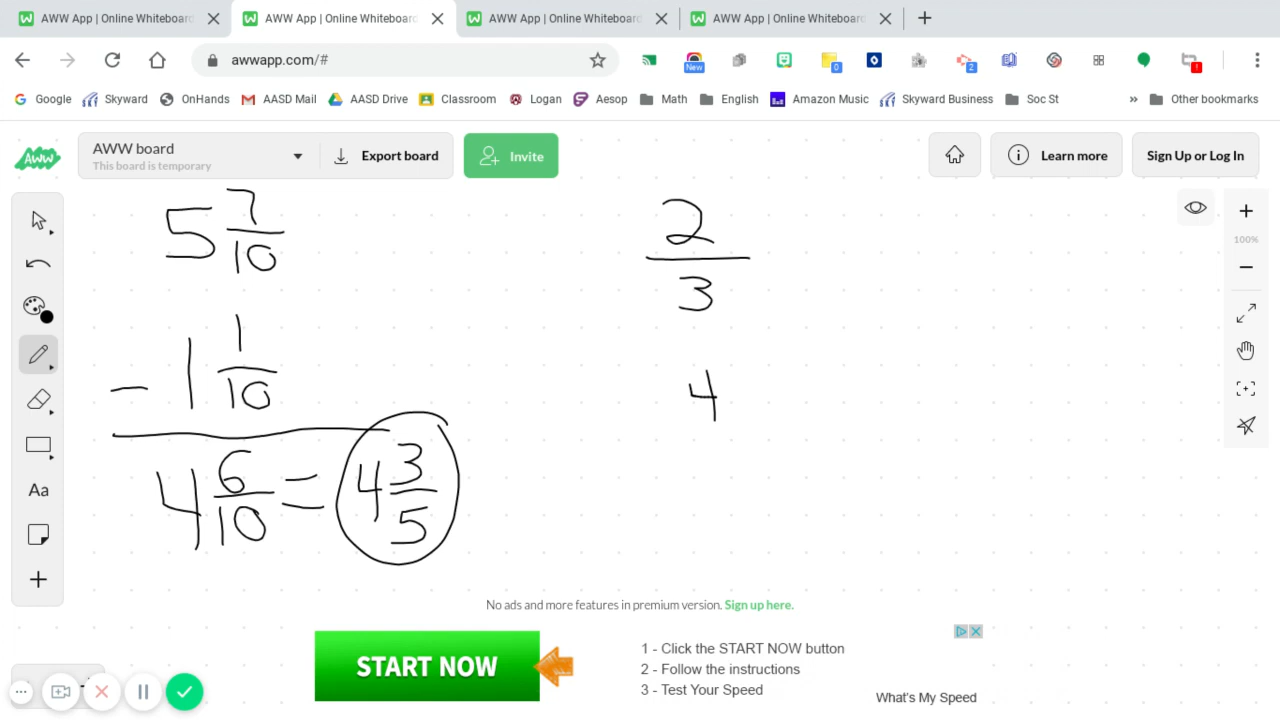 AWW App | Online Whiteboard
AWW App | Online Whiteboard
AWW App | Online Whiteboard
AWW App | Online Whiteboard
awwapp.com/#
New
0
2
!
Google
Skyward
OnHands
AASD Mail
AASD Drive
Classroom
Logan
Aesop
Math
English
Amazon Music
Skyward Business
Soc St
»
Other bookmarks
AWW
AWW board
This board is temporary
Export board
Invite
Learn more
Sign Up or Log In
100%
Aa
5 7/10
- 1 1/10
4 6/10 = 4 3/5
2/3
4
No ads and more features in premium version. Sign up here.
START NOW
1 - Click the START NOW button
2 - Follow the instructions
3 - Test Your Speed
What's My Speed